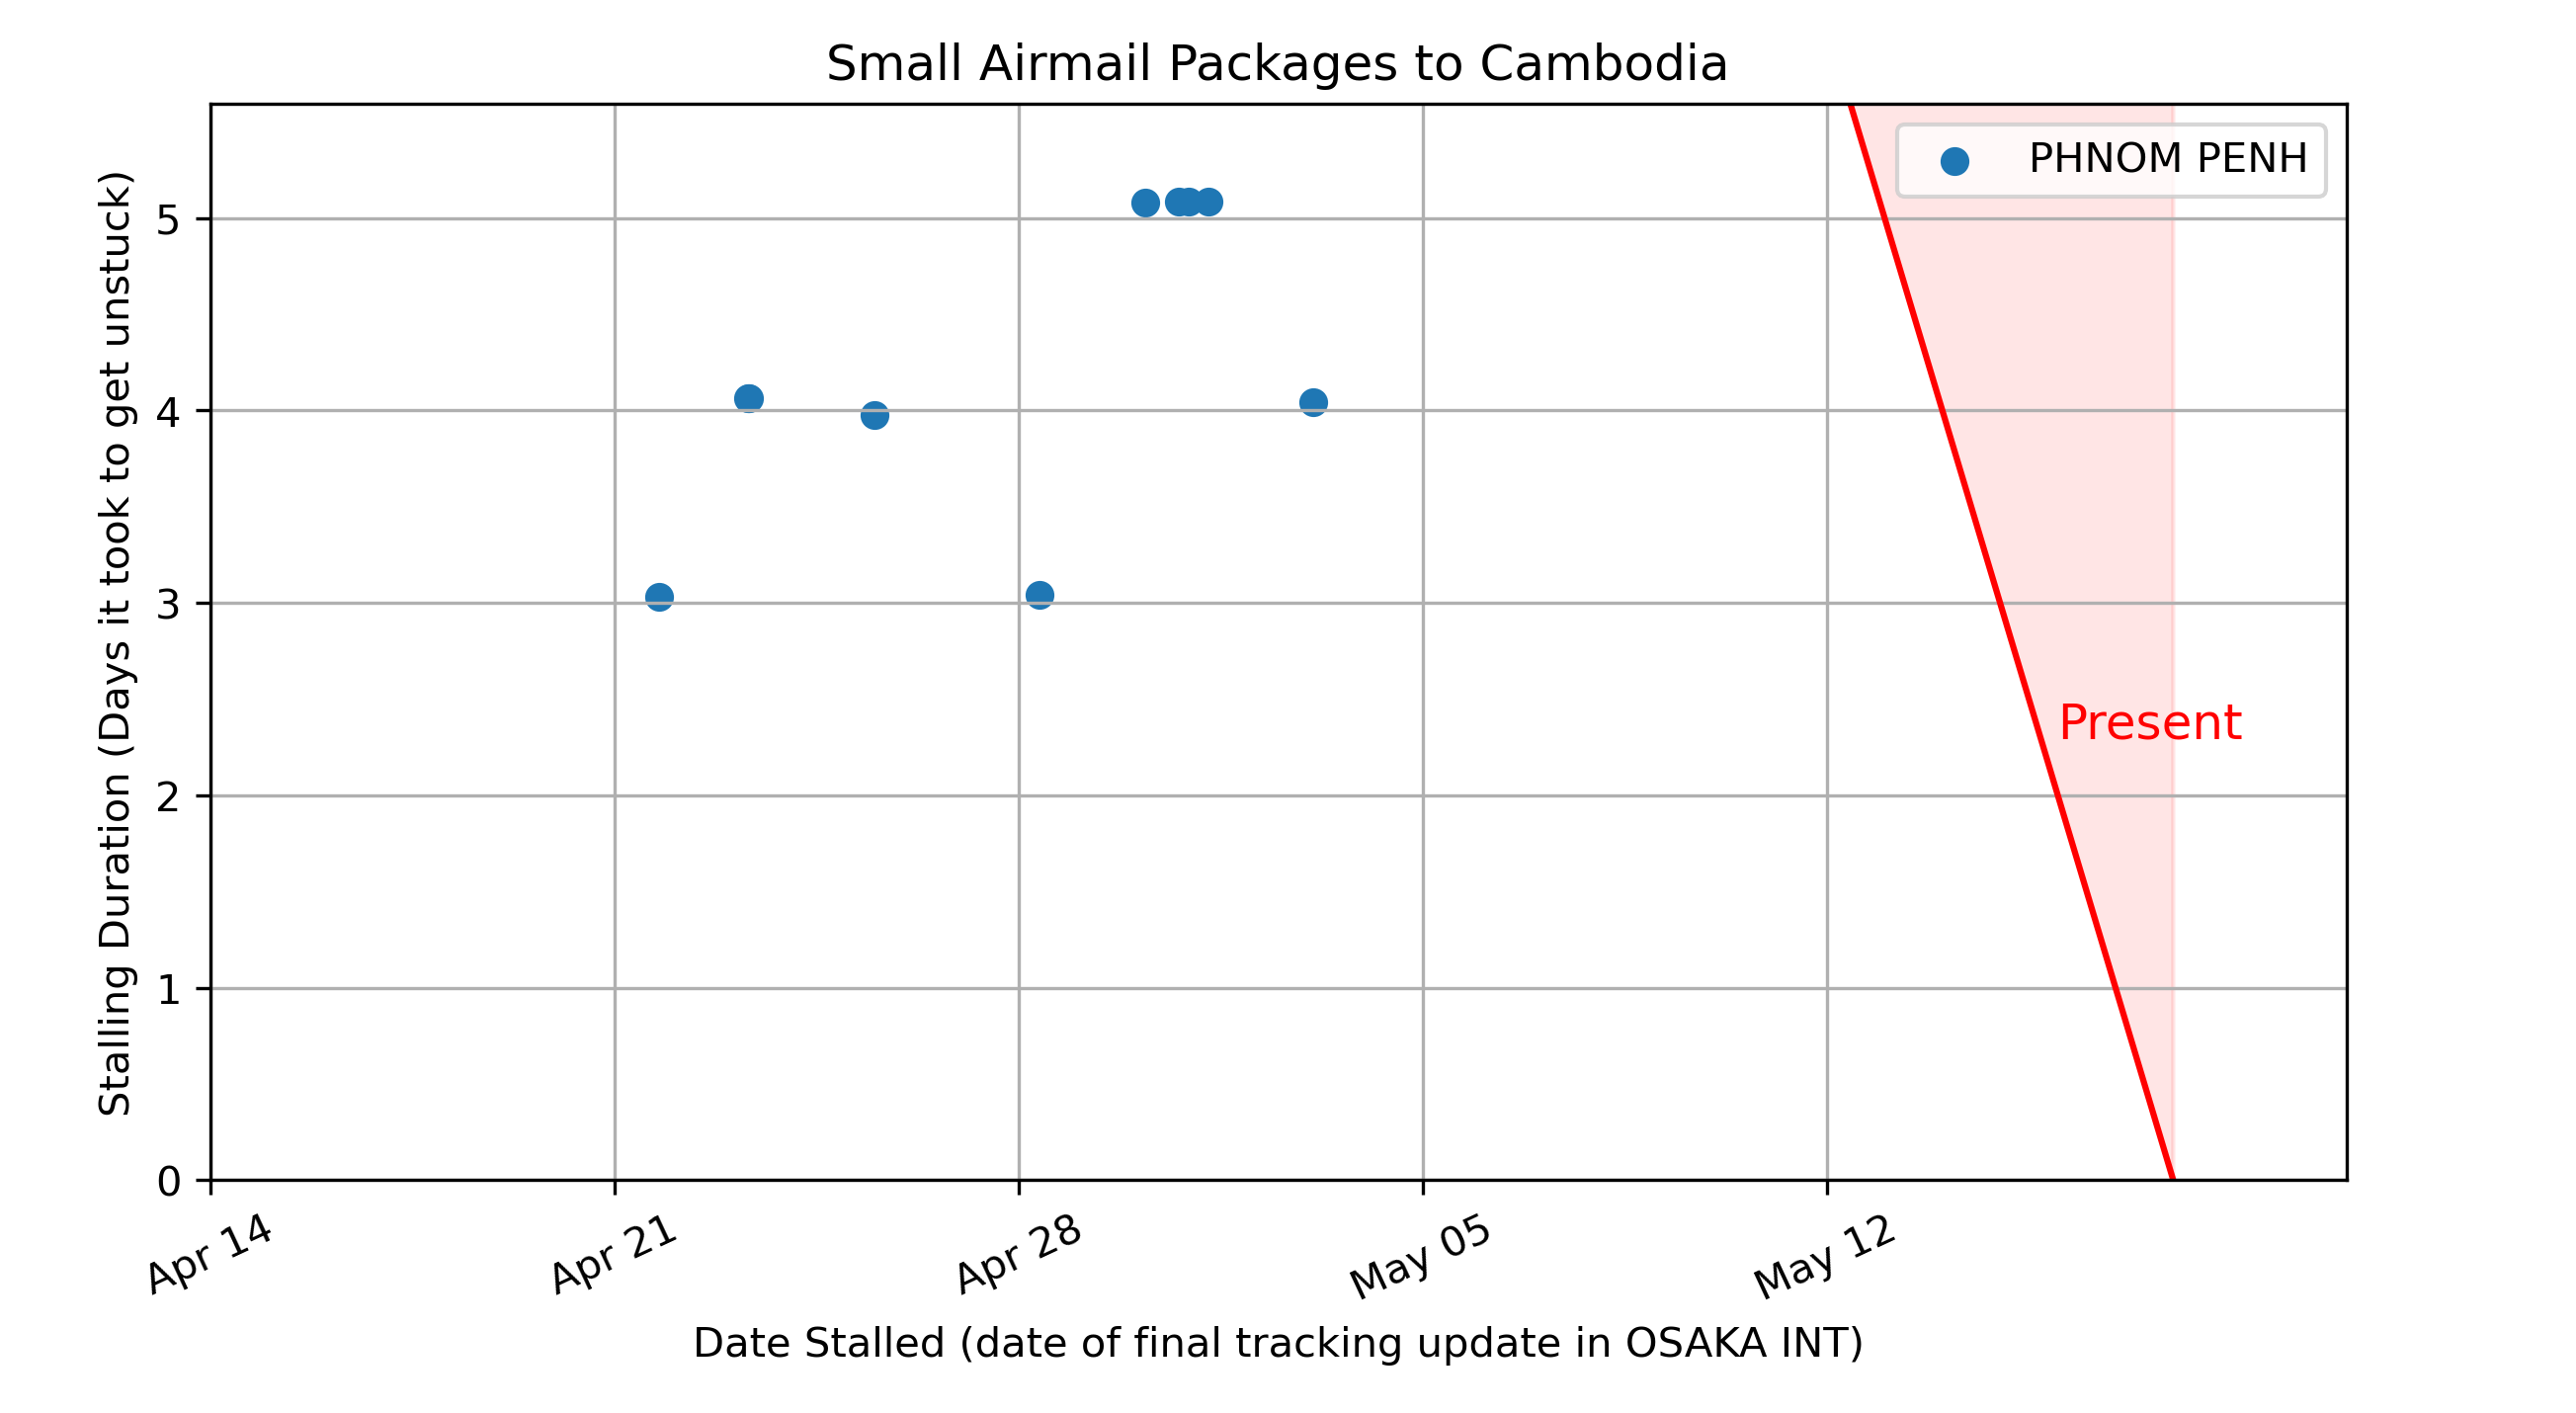 Small Airmail Packages to Cambodia
PHNOM PENH
Stalling Duration (Days it took to get unstuck)
5
4
3
2
1
0
Present
Apr 14
Apr 21
Apr 28
May 05
May 12
Date Stalled (date of final tracking update in OSAKA INT)